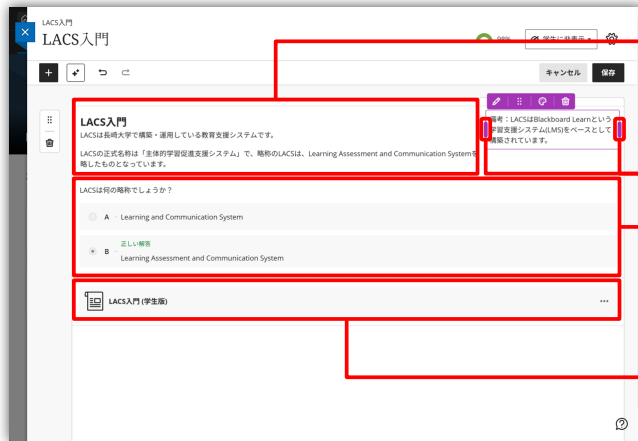 LACS入門
LACS入門
98%
学生に非表示
キャンセル
保存
LACS入門
LACSは長崎大学で構築・運用している教育支援システムです。
LACSの正式名称は「主体的学習促進支援システム」で、略称のLACSは、Learning Assessment and Communication Systemを
略したものとなっています。
備考：LACSはBlackboard Learnという
学習支援システム(LMS)をベースとして
構築されています。
LACSは何の略称でしょうか？
A
Learning and Communication System
正しい解答
B
Learning Assessment and Communication System
LACS入門 (学生版)